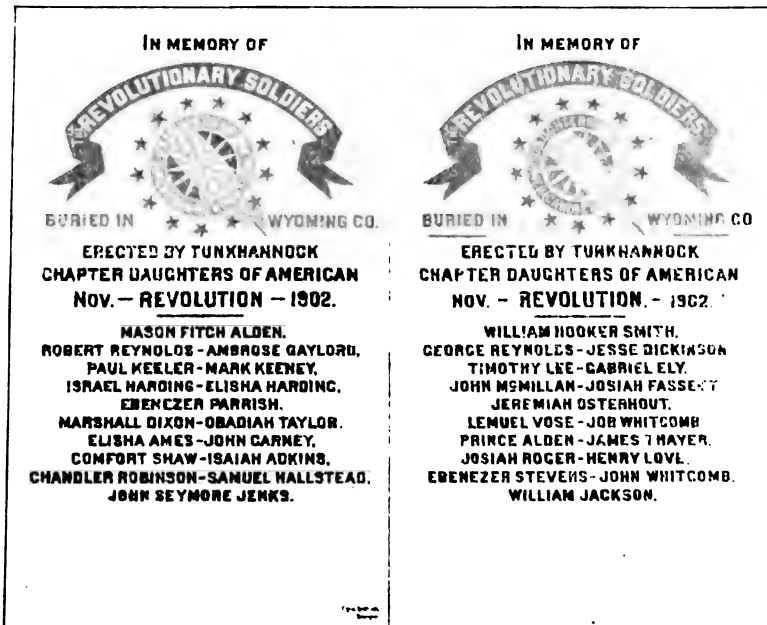 IN MEMORY OF
THE REVOLUTIONARY SOLDIERS
BURIED IN WYOMING CO.
ERECTED BY TUNKHANNOCK
CHAPTER DAUGHTERS OF AMERICAN
NOV. - REVOLUTION - 1902.
MASON FITCH ALDEN.
ROBERT REYNOLDS - AMBROSE GAYLORD,
PAUL KEELER - MARK KEENEY,
ISRAEL HARDING - ELISHA HARDING,
EBENEZER PARRISH,
MARSHALL DIXON - OBADIAH TAYLOR.
ELISHA AMES - JOHN CARNEY,
COMFORT SHAW - ISAIAH ADKINS,
CHANDLER ROBINSON - SAMUEL HALLSTEAD,
JOHN SEYMORE JENKS.
IN MEMORY OF
THE REVOLUTIONARY SOLDIERS
BURIED IN WYOMING CO
ERECTED BY TUNKHANNOCK
CHAPTER DAUGHTERS OF AMERICAN
NOV. - REVOLUTION. - 1902.
WILLIAM HOOKER SMITH,
GEORGE REYNOLDS - JESSE DICKINSON
TIMOTHY LEE - GABRIEL ELY,
JOHN MCMILLAN - JOSIAH FASSETT
JEREMIAH OSTERHOUT,
LEMUEL VOSE - JOB WHITCOMB
PRINCE ALDEN - JAMES THAYER,
JOSIAH ROGER - HENRY LOVE,
EBENEZER STEVENS - JOHN WHITCOMB.
WILLIAM JACKSON.